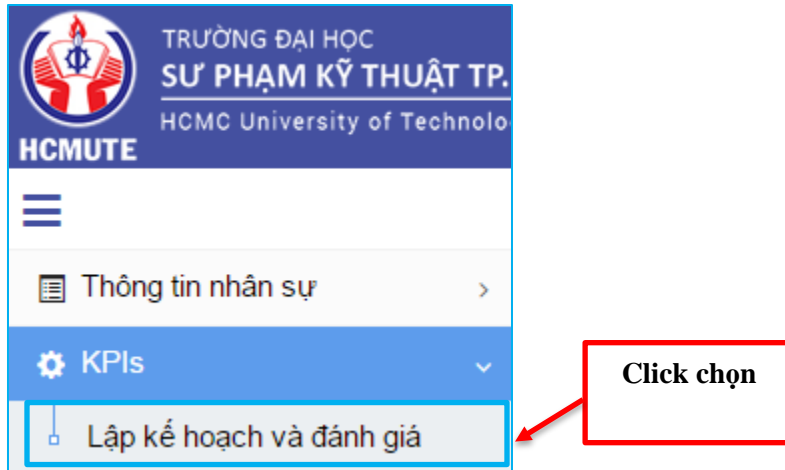 TRƯỜNG ĐẠI HỌC
SƯ PHẠM KỸ THUẬT TP.
HCMC University of Technolo
HCMUTE
Thông tin nhân sự
KPIs
Click chọn
Lập kế hoạch và đánh giá